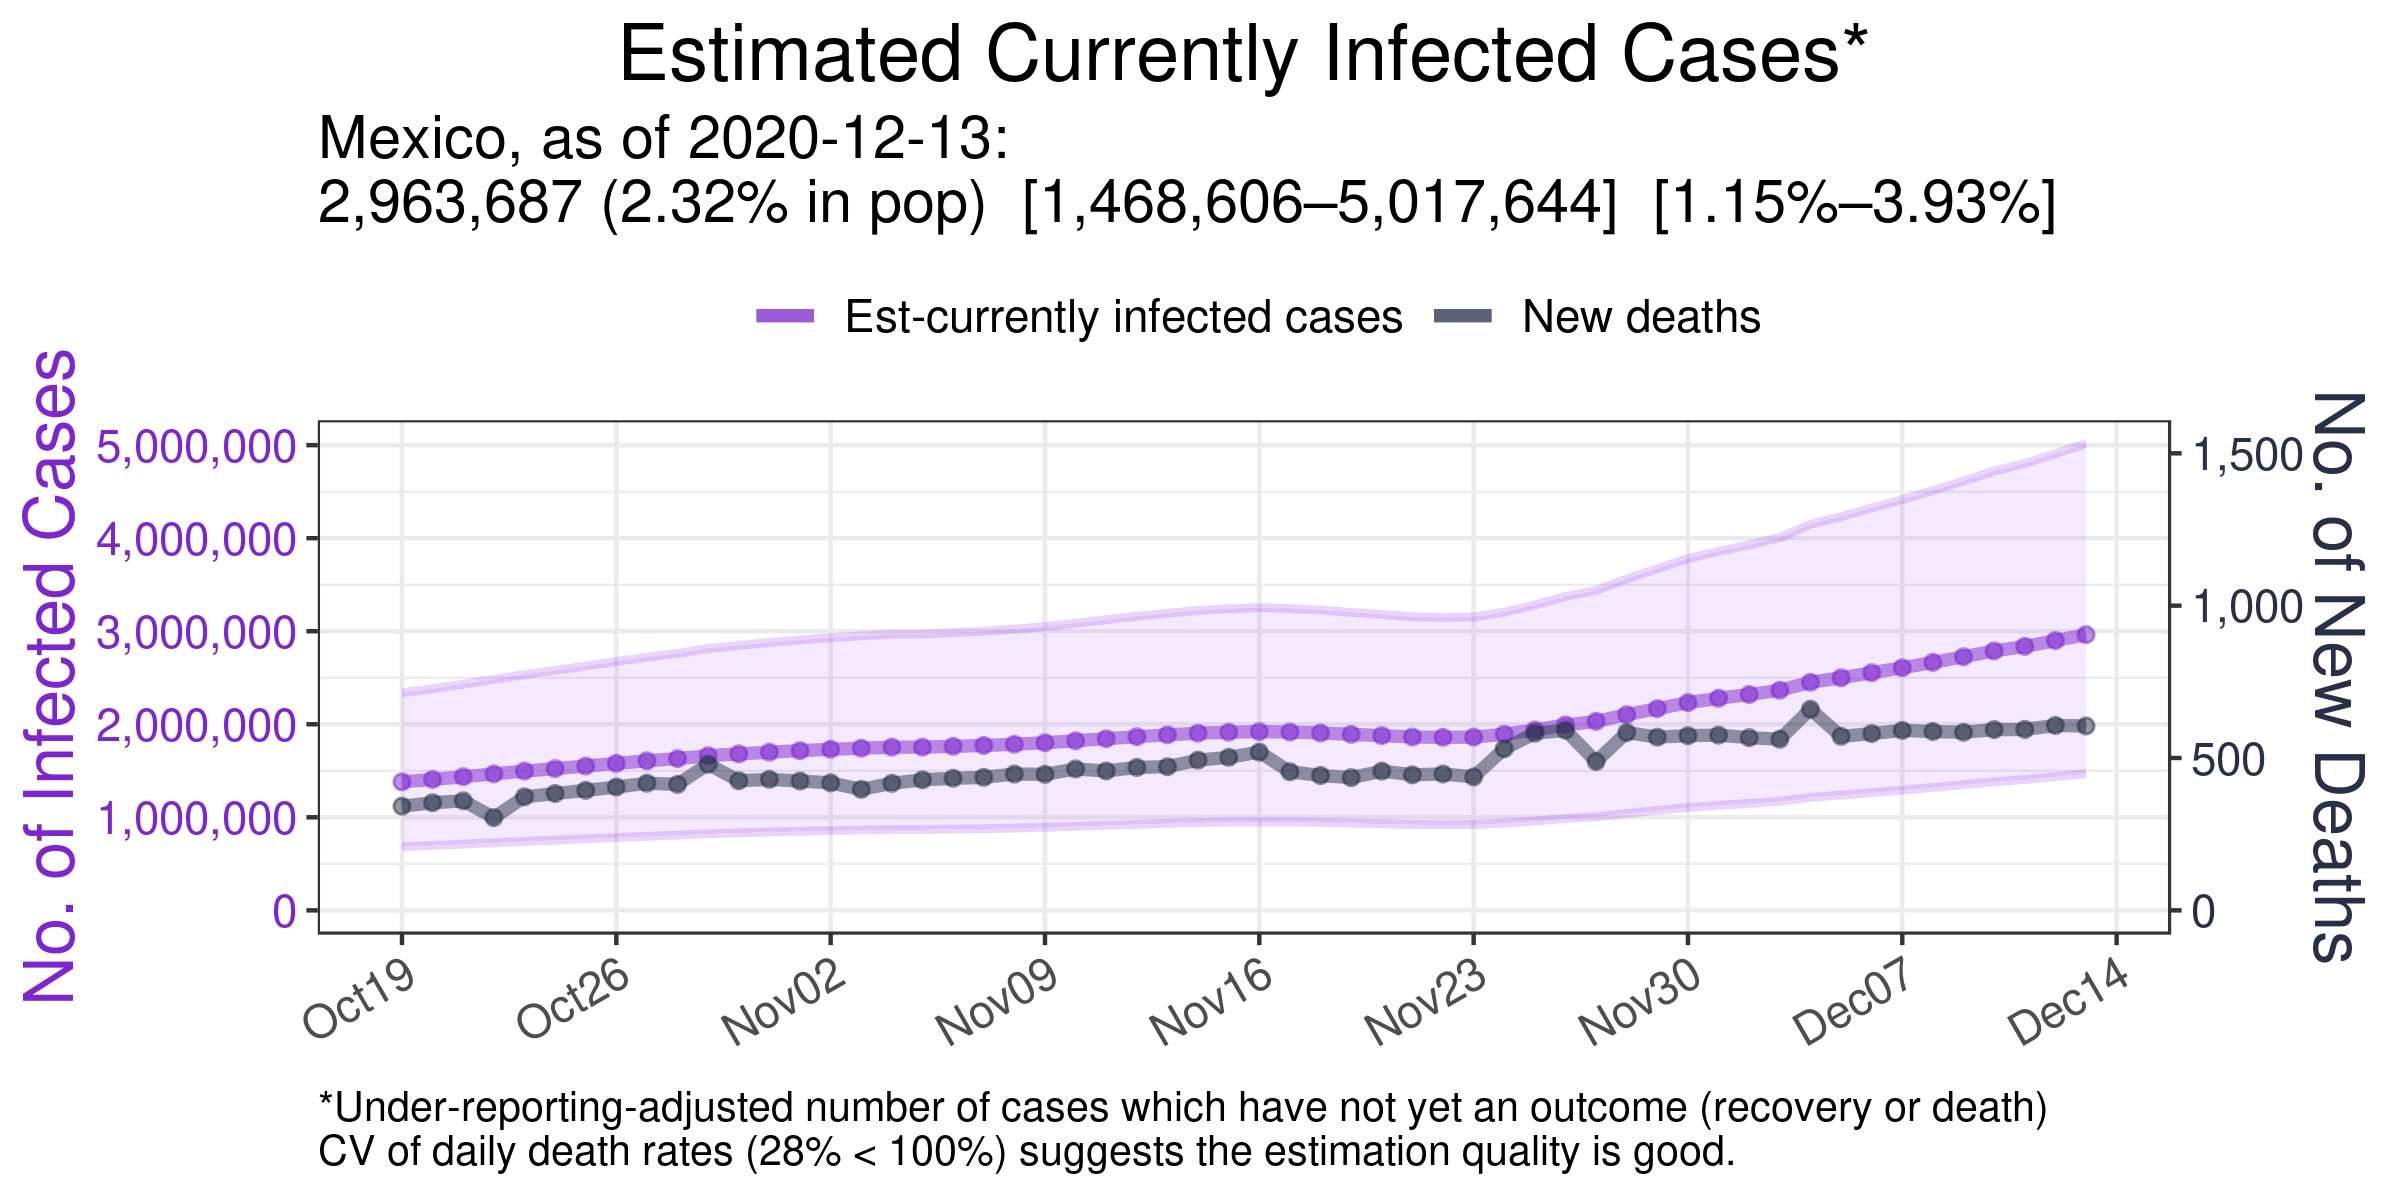 Estimated Currently Infected Cases*
Mexico, as of 2020-12-13:
2,963,687 (2.32% in pop) [1,468,606–5,017,644] [1.15%–3.93%]
Est-currently infected cases
New deaths
No. of Infected Cases
5,000,000
4,000,000
3,000,000
2,000,000
1,000,000
0
1,500
1,000
500
0
No. of New Deaths
Oct19
Oct26
Nov02
Nov09
Nov16
Nov23
Nov30
Dec07
Dec14
*Under-reporting-adjusted number of cases which have not yet an outcome (recovery or death)
CV of daily death rates (28% < 100%) suggests the estimation quality is good.